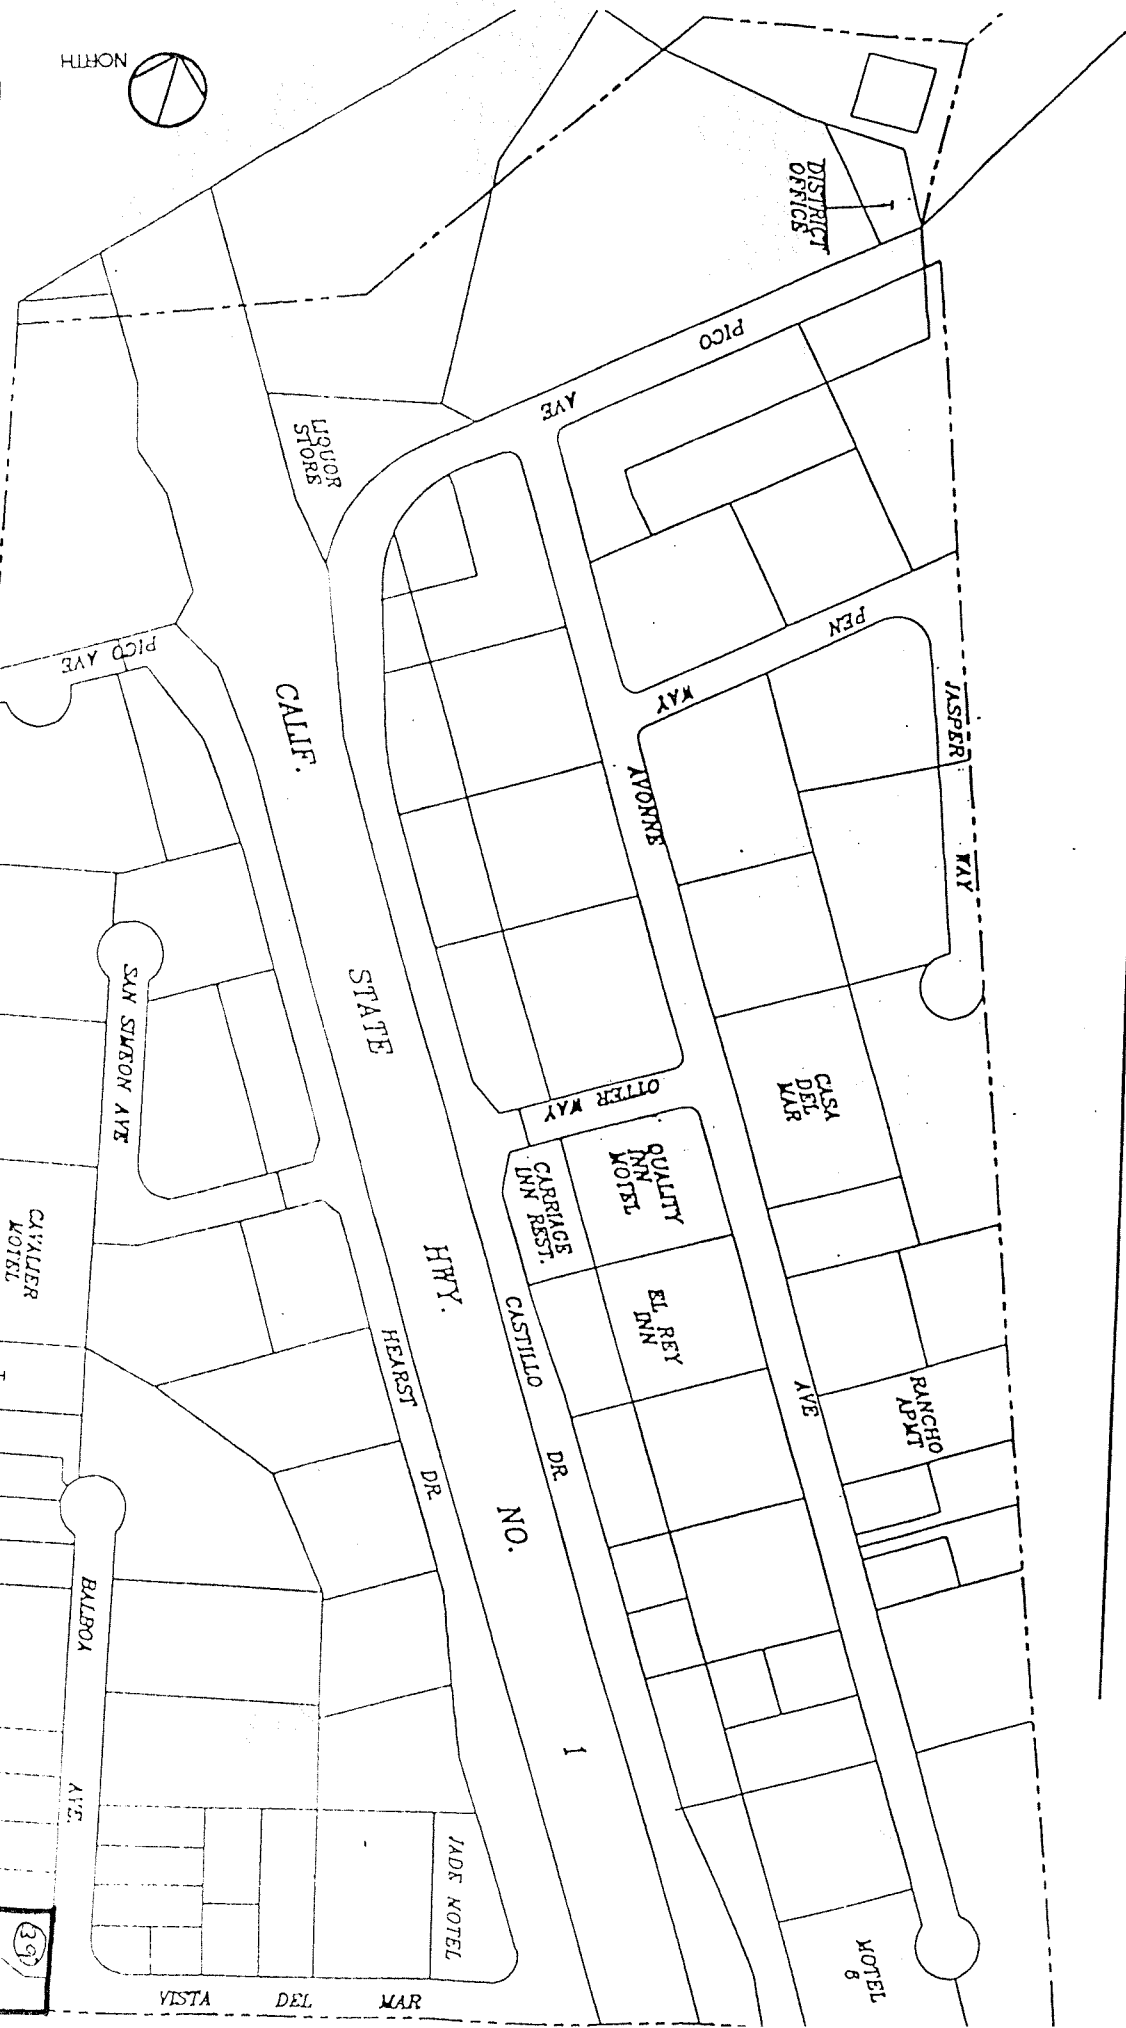 NORTH
DISTRICT
OFFICE
PICO
AVE
LIQUOR
STORE
PEN
WAY
JASPER
WAY
PICO AVE
CALIF.
AVONNE
SAN SIMEON AVE
STATE
OTTER WAY
CASA
DEL
MAR
QUALITY
INN
MOTEL
CARRIAGE
INN REST.
CAVALIER
MOTEL
HWY.
CASTILLO
DR.
EL REY
INN
AVE
HEARST
DR.
RANCHO
APMT
NO.
1
BALBOA
AVE.
JADE MOTEL
MOTEL
6
39
VISTA DEL MAR